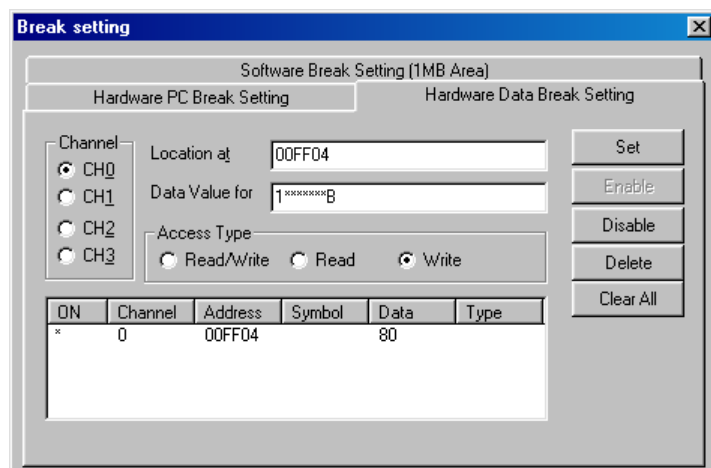 Break setting
Software Break Setting (1MB Area)
Hardware PC Break Setting
Hardware Data Break Setting
Channel
CH0
CH1
CH2
CH3
Location at
00FF04
Data Value for
1*******B
Access Type
Read/Write
Read
Write
Set
Enable
Disable
Delete
Clear All
ON Channel Address Symbol Data Type
* 0 00FF04 80